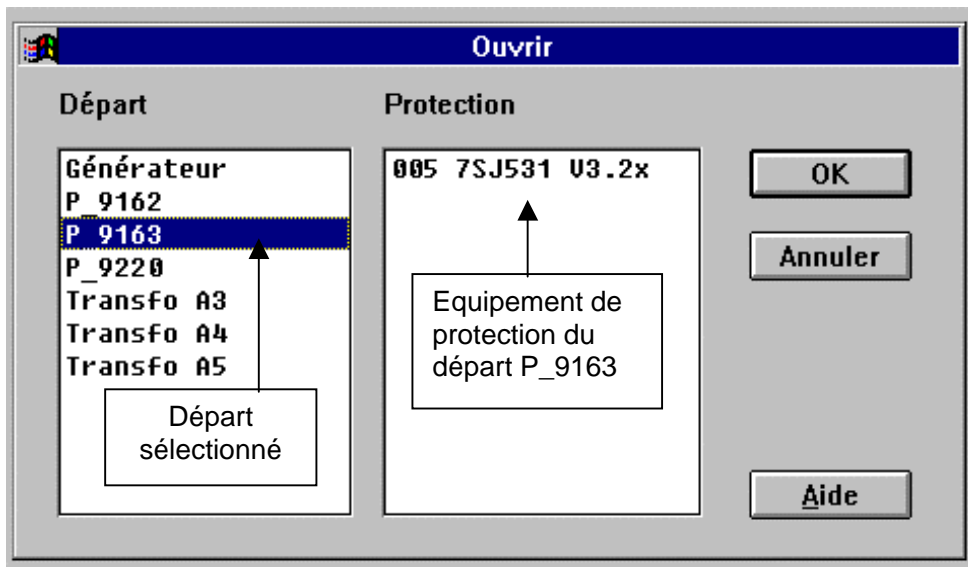 Ouvrir
Départ
Protection
Générateur
P_9162
P_9163
P_9220
Transfo A3
Transfo A4
Transfo A5
Départ
sélectionné
005 7SJ531 V3.2x
Equipement de
protection du
départ P_9163
OK
Annuler
Aide